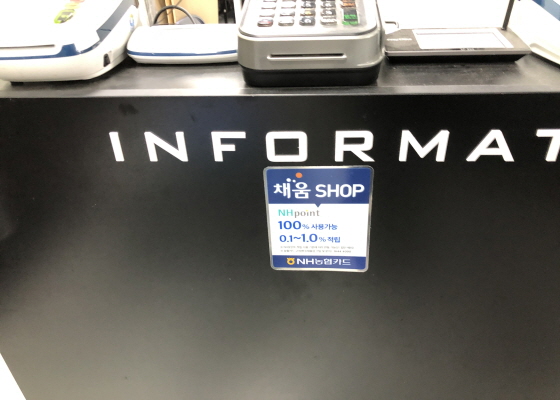 INFORMAT
채움 SHOP
NHpoint
100% 사용가능
0.1~1.0% 적립
NH농협카드